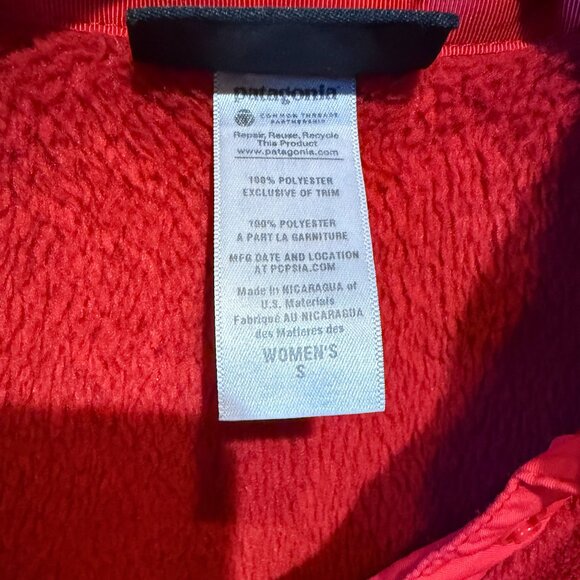 patagonia
COMMON THREADS
PARTNERSHIP
Repair, Reuse, Recycle
This Product
www.patagonia.com
100% POLYESTER
EXCLUSIVE OF TRIM
100% POLYESTER
A PART LA GARNITURE
MFG DATE AND LOCATION
AT PCPSIA.COM
Made in NICARAGUA of
U.S. Materials
Fabriqué AU NICARAGUA
des Matieres des
WOMEN'S
S